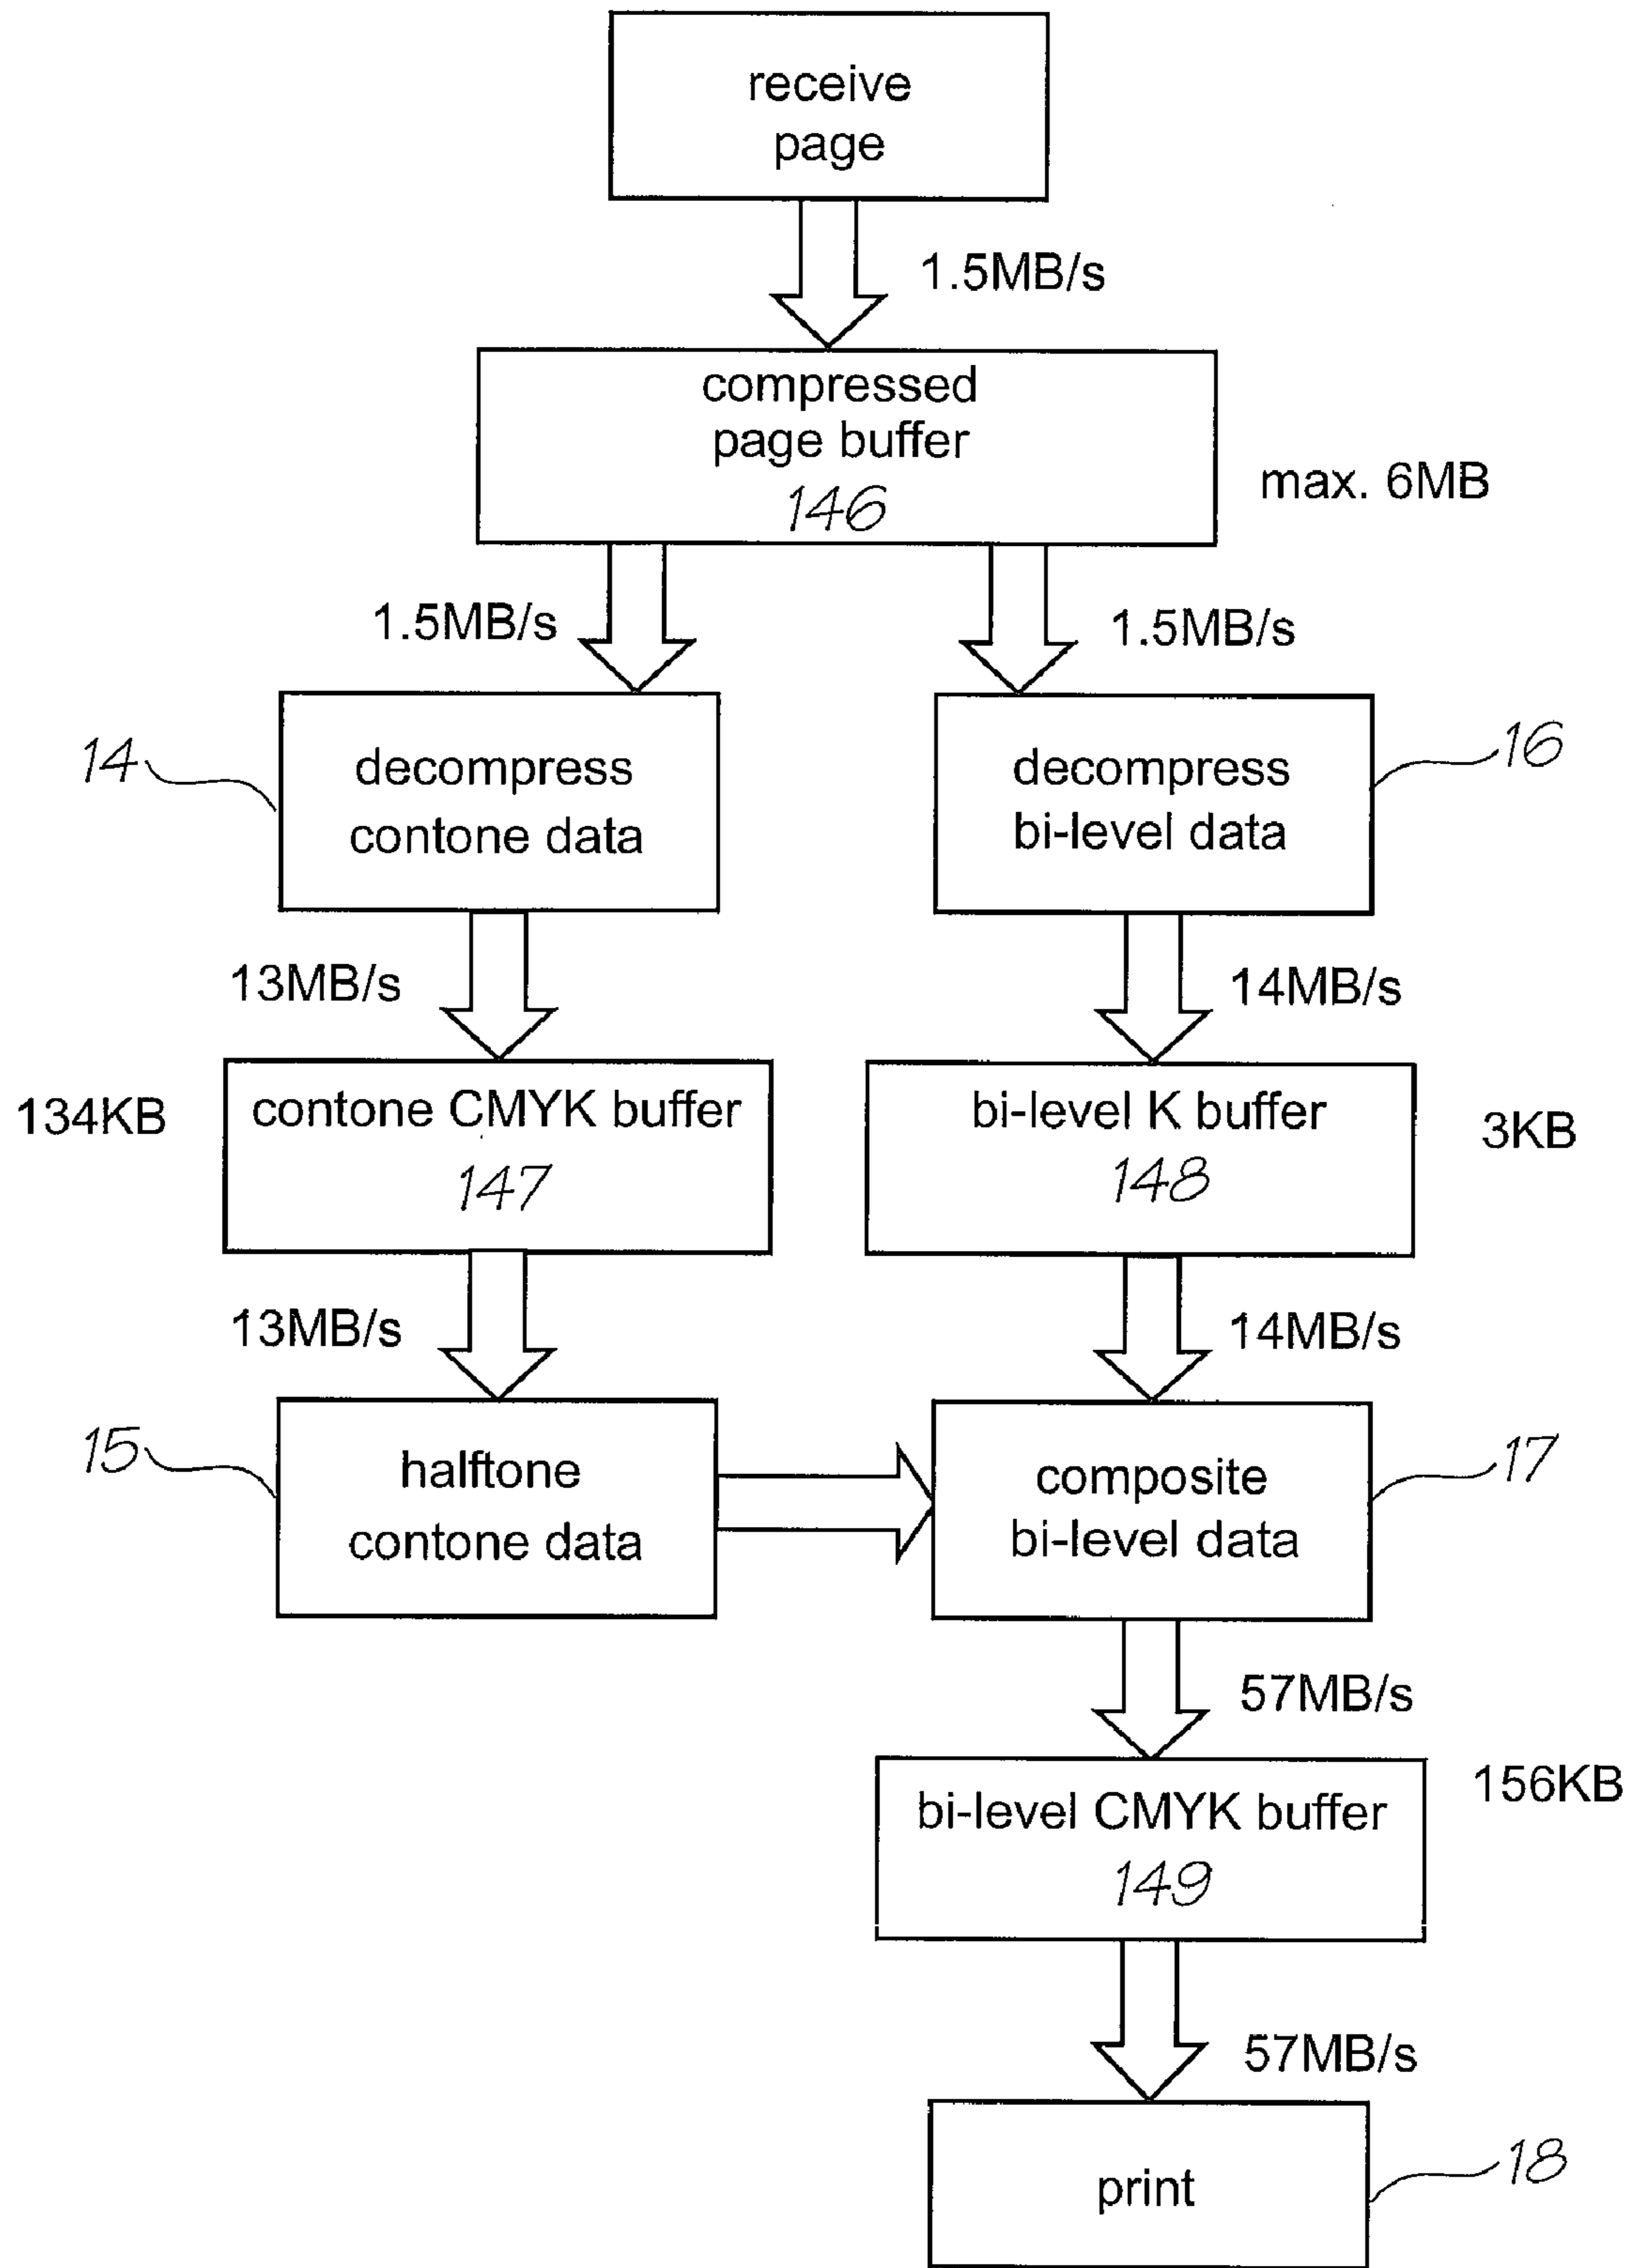 receive
page
1.5MB/s
compressed
page buffer
146
max. 6MB
1.5MB/s
1.5MB/s
14
decompress
contone data
decompress
bi-level data
16
13MB/s
14MB/s
134KB
contone CMYK buffer
147
bi-level K buffer
148
3KB
13MB/s
14MB/s
15
halftone
contone data
composite
bi-level data
17
57MB/s
bi-level CMYK buffer
149
156KB
57MB/s
print
18